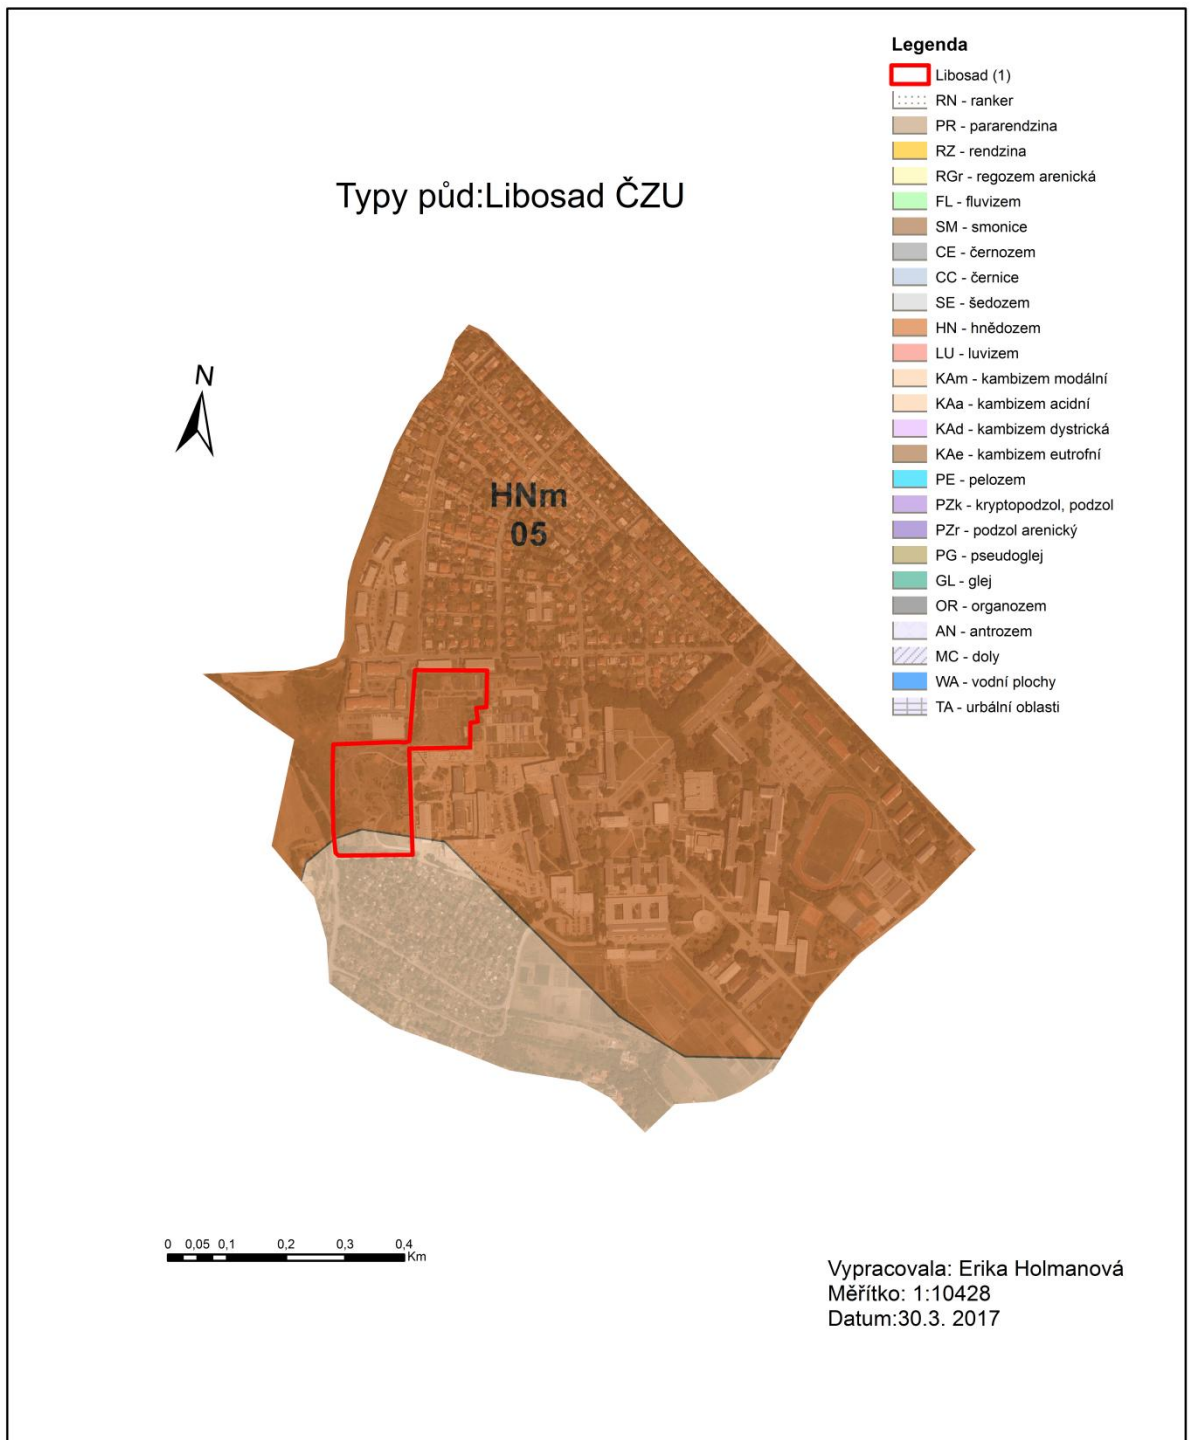 Legenda
Libosad (1)
RN - ranker
PR - pararendzina
RZ - rendzina
RGr - regozem arenická
FL - fluvizem
SM - smonice
CE - černozem
CC - černice
SE - šedozem
HN - hnědozem
LU - luvizem
KAm - kambizem modální
KAa - kambizem acidní
KAd - kambizem dystrická
KAe - kambizem eutrofní
PE - pelozem
PZk - kryptopodzol, podzol
PZr - podzol arenický
PG - pseudoglej
GL - glej
OR - organozem
AN - antrozem
MC - doly
WA - vodní plochy
TA - urbální oblasti
Typy půd:Libosad ČZU
N
HNm
05
0 0,05 0,1 0,2 0,3 0,4
Km
Vypracovala: Erika Holmanová
Měřítko: 1:10428
Datum:30.3. 2017